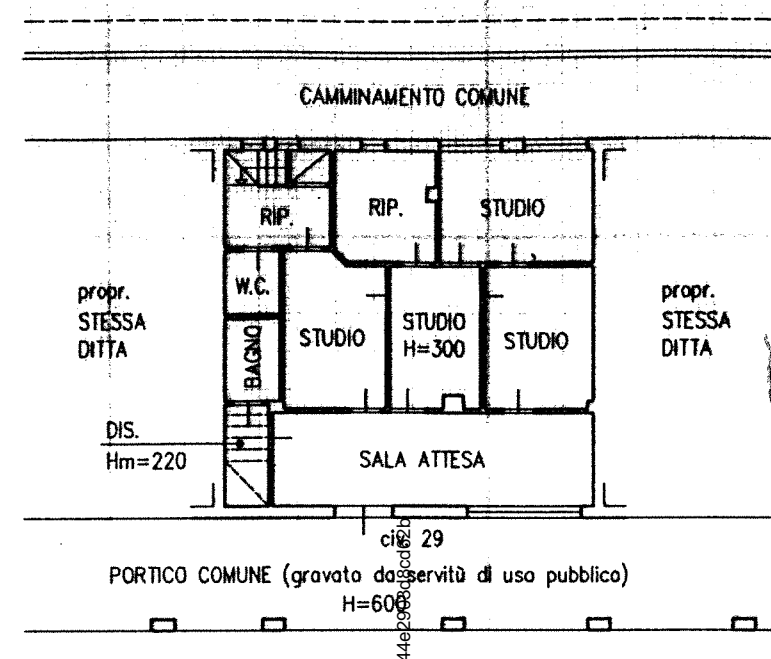 CAMMINAMENTO COMUNE
RIP.
RIP.
STUDIO
W.C.
propr.
STESSA
DITTA
STUDIO
STUDIO
H=300
STUDIO
propr.
STESSA
DITTA
BAGNO
DIS.
Hm=220
SALA ATTESA
civ. 29
PORTICO COMUNE (gravato da servitù di uso pubblico)
H=600